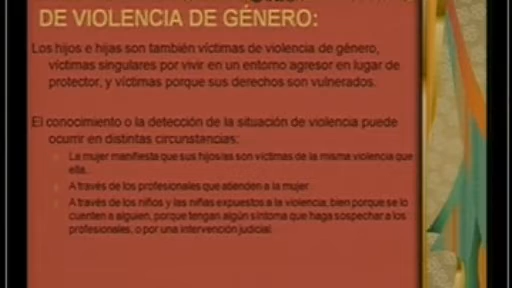 DE VIOLENCIA DE GÉNERO:
Los hijos e hijas son también víctimas de violencia de género,
víctimas singulares por vivir en un entorno agresor en lugar de
protector, y víctimas porque sus derechos son vulnerados.
El conocimiento o la detección de la situación de violencia puede
ocurrir en distintas circunstancias:
La mujer manifiesta que sus hijos/as son víctimas de la misma violencia que
ella.
A través de los profesionales que atienden a la mujer
A través de los niños y las niñas expuestos a la violencia, bien porque se lo
cuenten a alguien, porque tengan algún síntoma que haga sospechar a los
profesionales, o por una intervención judicial.